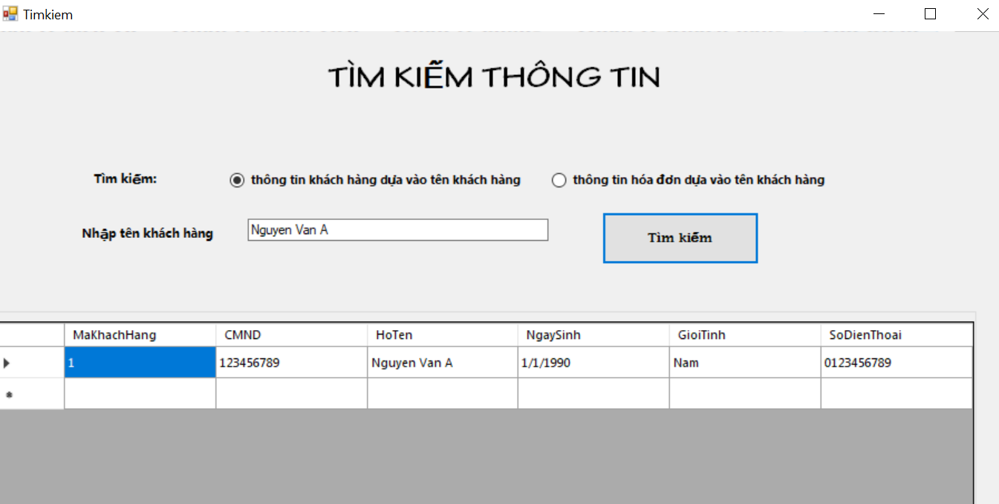 Timkiem
TÌM KIẾM THÔNG TIN
Tìm kiếm: thông tin khách hàng dựa vào tên khách hàng thông tin hóa đơn dựa vào tên khách hàng
Nhập tên khách hàng Nguyen Van A Tìm kiếm
MaKhachHang CMND HoTen NgaySinh GioiTinh SoDienThoai
1 123456789 Nguyen Van A 1/1/1990 Nam 0123456789